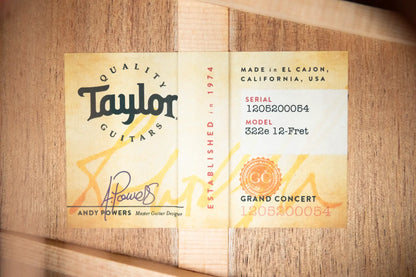 QUALITY
Taylor
GUITARS
A.Powers
ANDY POWERS Master Guitar Designer
ESTABLISHED in 1974
MADE in EL CAJON,
CALIFORNIA, USA
SERIAL
1205200054
MODEL
322e 12-Fret
GC
GRAND CONCERT
1205200054